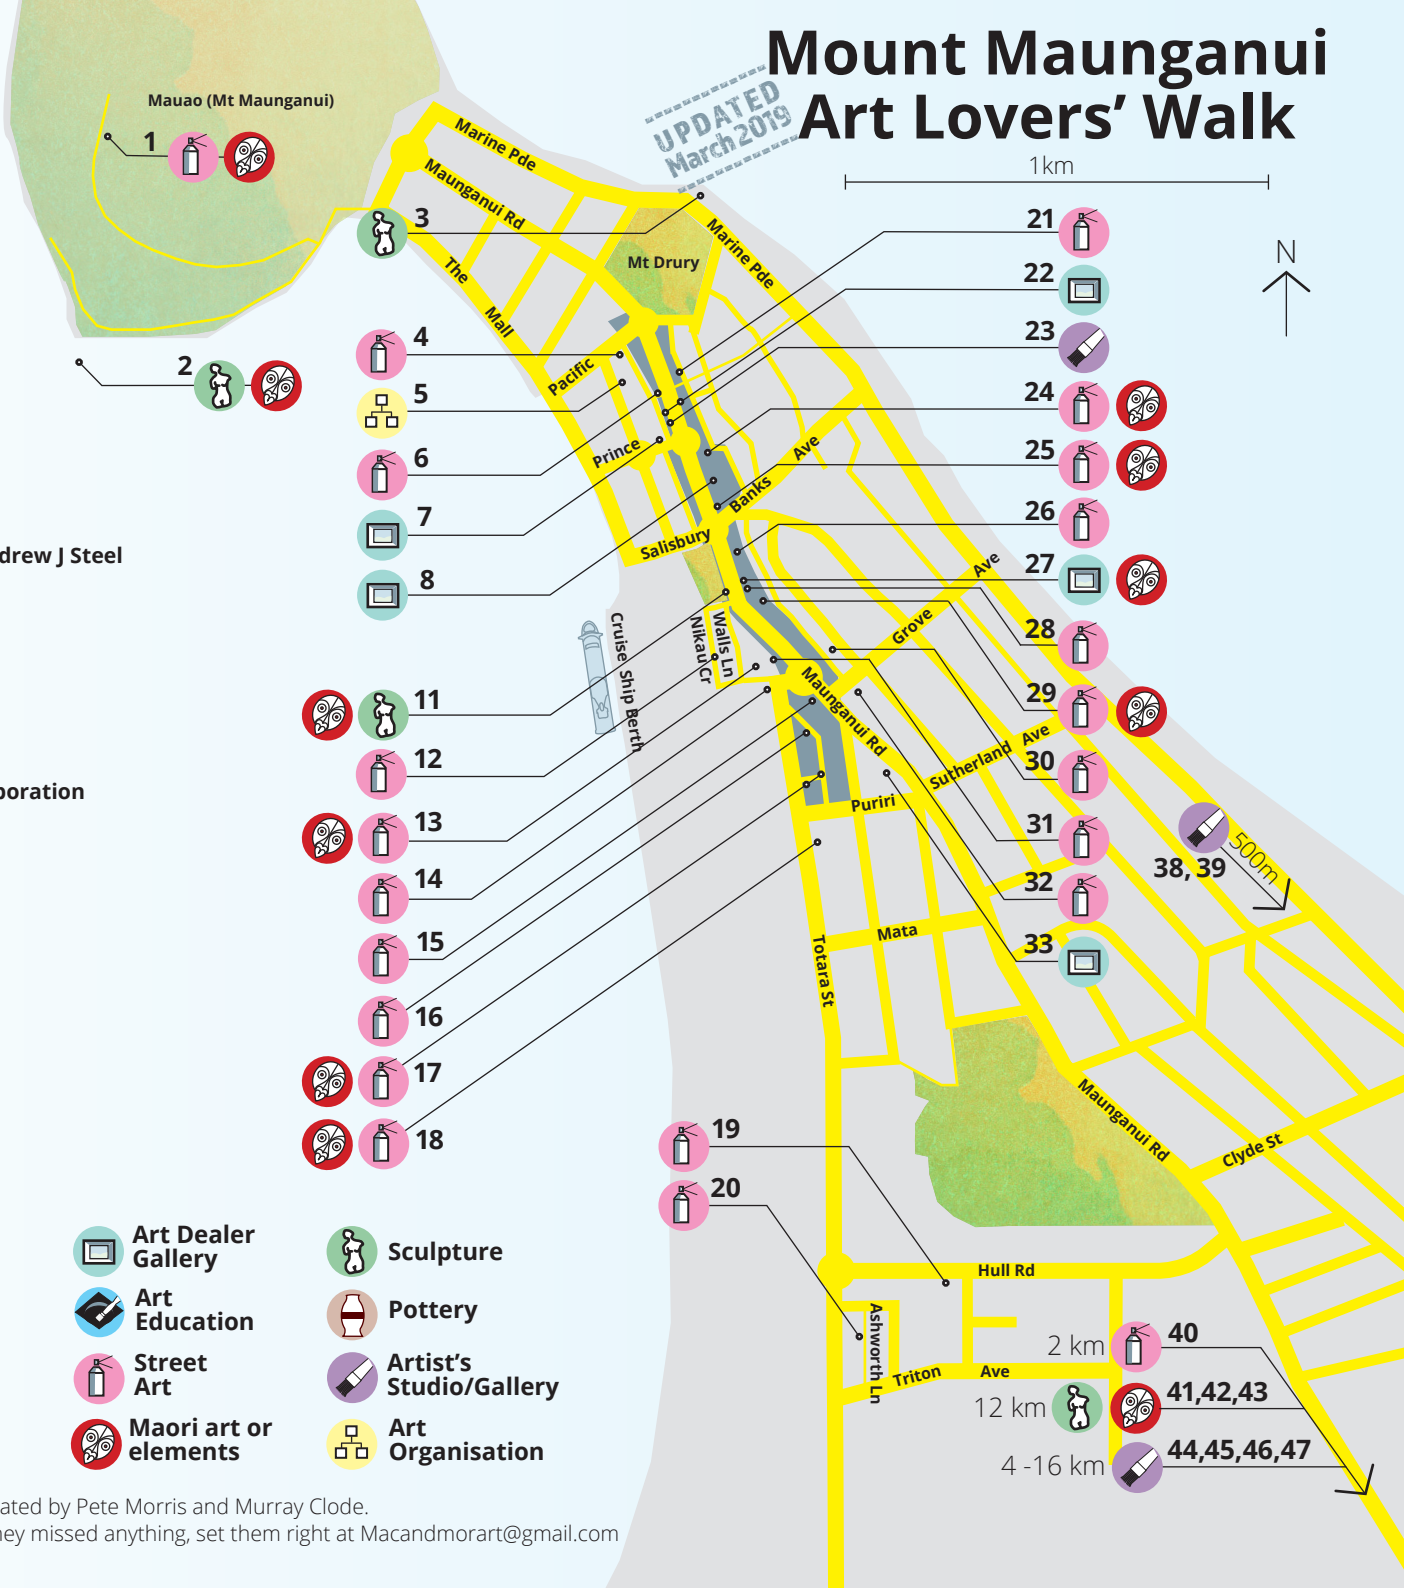 Mount Maunganui
Art Lovers’ Walk
UPDATED
March 2019
1km
N
Mauao (Mt Maunganui)
1
2
3
4
5
6
7
8
11
12
13
14
15
16
17
18
19
20
21
22
23
24
25
26
27
28
29
30
31
32
33
38, 39
500m
2 km
40
12 km
41,42,43
4 -16 km
44,45,46,47
Marine Pde
Maunganui Rd
The
Mall
Mt Drury
Marine Pde
Pacific
Prince
Banks
Ave
Salisbury
Cruise Ship Berth
Nikau Cr
Walls Ln
Grove
Ave
Maunganui Rd
Sutherland
Ave
Puriri
Mata
Totara St
Maunganui Rd
Clyde St
Hull Rd
Ashworth Ln
Triton
Ave
drew J Steel
poration
Art Dealer
Gallery
Art
Education
Street
Art
Maori art or
elements
Sculpture
Pottery
Artist’s
Studio/Gallery
Art
Organisation
ated by Pete Morris and Murray Clode.
hey missed anything, set them right at Macandmorart@gmail.com